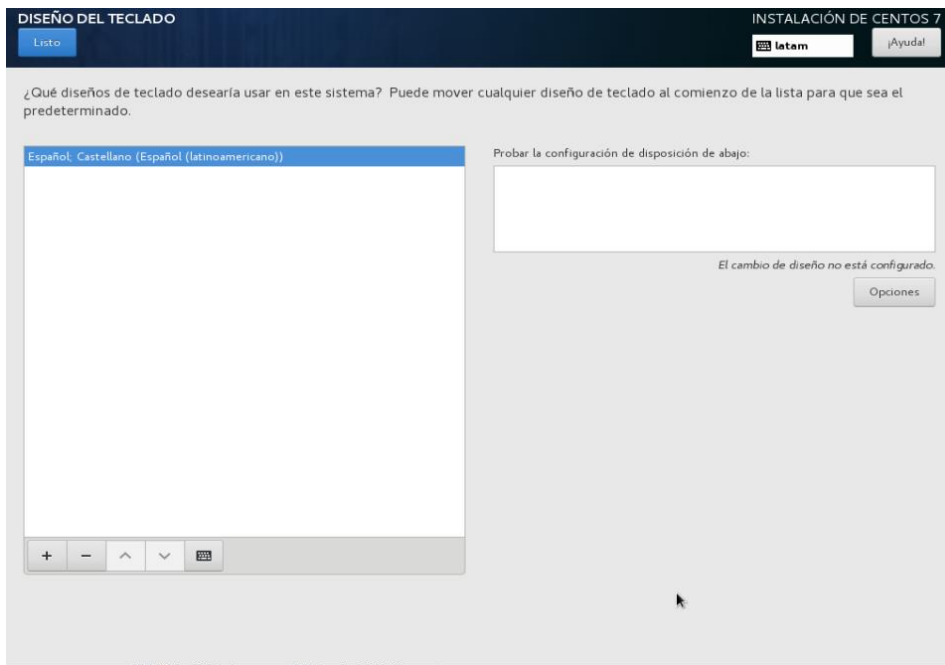 DISEÑO DEL TECLADO
INSTALACIÓN DE CENTOS 7
Listo
latam
¡Ayuda!
¿Qué diseños de teclado desearía usar en este sistema? Puede mover cualquier diseño de teclado al comienzo de la lista para que sea el
predeterminado.
Español; Castellano (Español (latinoamericano))
Probar la configuración de disposición de abajo:
El cambio de diseño no está configurado.
Opciones